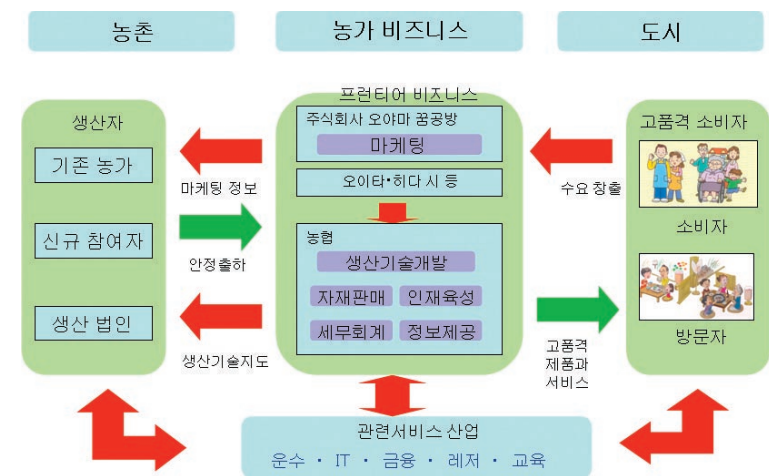 농촌
농가 비즈니스
도시
생산자
기존 농가
신규 참여자
생산 법인
마케팅 정보
안정출하
생산기술지도
프런티어 비즈니스
주식회사 오야마 꿈공방
마케팅
오이타•히다 시 등
농협
생산기술개발
자재판매 인재육성
세무회계 정보제공
수요 창출
고품격
제품과
서비스
고품격 소비자
소비자
방문자
관련서비스 산업
운수 • IT • 금융 • 레저 • 교육